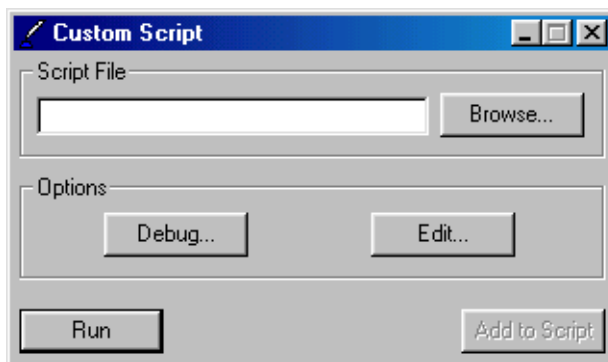 Custom Script
Script File
Browse...
Options
Debug...
Edit...
Run
Add to Script